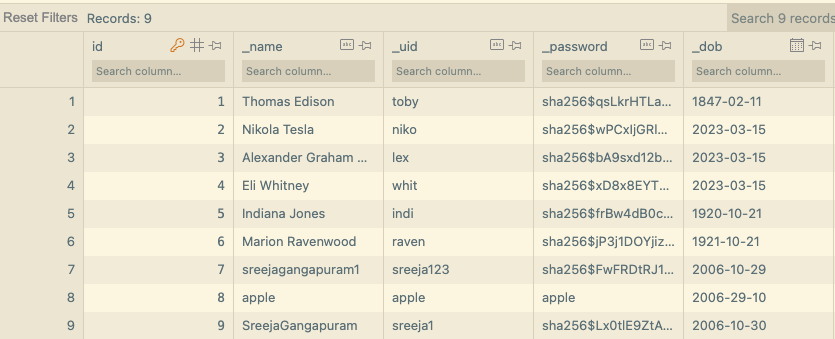 Reset Filters Records: 9 Search 9 records
id _name _uid _password _dob
Search column... Search column... Search column... Search column... Search column...
1 1 Thomas Edison toby sha256$qsLkrHTLa... 1847-02-11
2 2 Nikola Tesla niko sha256$wPCxIjGRI... 2023-03-15
3 3 Alexander Graham ... lex sha256$bA9sxd12b... 2023-03-15
4 4 Eli Whitney whit sha256$xD8x8EYT... 2023-03-15
5 5 Indiana Jones indi sha256$frBw4dB0c... 1920-10-21
6 6 Marion Ravenwood raven sha256$jP3j1DOYjiz... 1921-10-21
7 7 sreejagangapuram1 sreeja123 sha256$FwFRDtRJ1... 2006-10-29
8 8 apple apple apple 2006-29-10
9 9 SreejaGangapuram sreeja1 sha256$Lx0tlE9ZtA... 2006-10-30